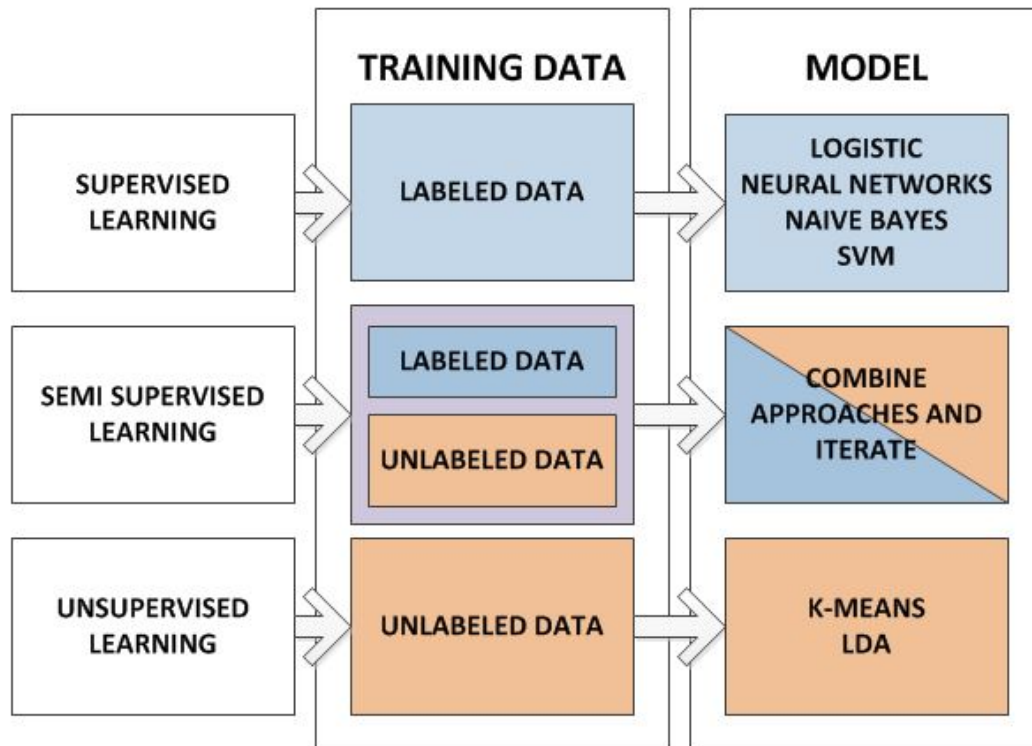 TRAINING DATA
MODEL
SUPERVISED
LEARNING
LABELED DATA
LOGISTIC
NEURAL NETWORKS
NAIVE BAYES
SVM
SEMI SUPERVISED
LEARNING
LABELED DATA
UNLABELED DATA
COMBINE
APPROACHES AND
ITERATE
UNSUPERVISED
LEARNING
UNLABELED DATA
K-MEANS
LDA